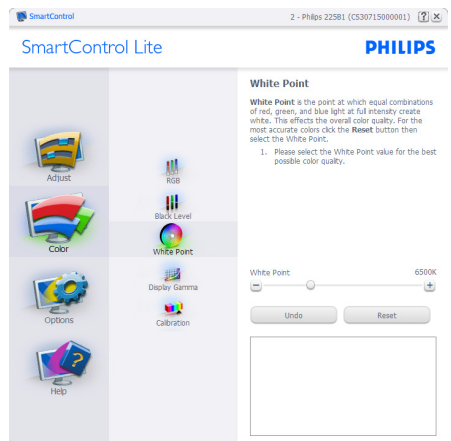 SmartControl
2 - Philips 225B1 (CS30715000001)
?
SmartControl Lite
PHILIPS
Adjust
Color
Options
Help
RGB
Black Level
White Point
Display Gamma
Calibration
White Point
White Point is the point at which equal combinations
of red, green, and blue light at full intensity create
white. This effects the overall color quality. For the
most accurate colors click the Reset button then
select the White Point.
1. Please select the White Point value for the best
possible color quality.
White Point 6500K
Undo Reset